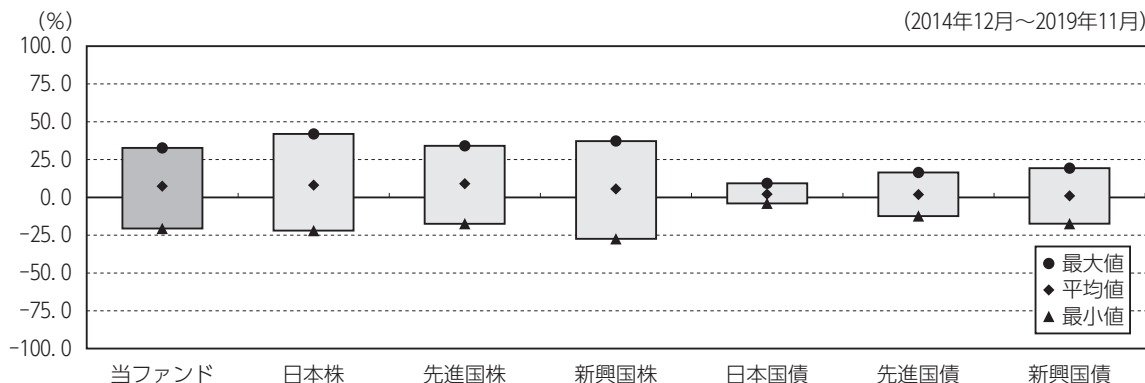 (%)
(2014年12月～2019年11月)
100.0
75.0
50.0
25.0
0.0
-25.0
-50.0
-75.0
-100.0
● 最大値
◆ 平均値
▲ 最小値
当ファンド 日本株 先進国株 新興国株 日本国債 先進国債 新興国債